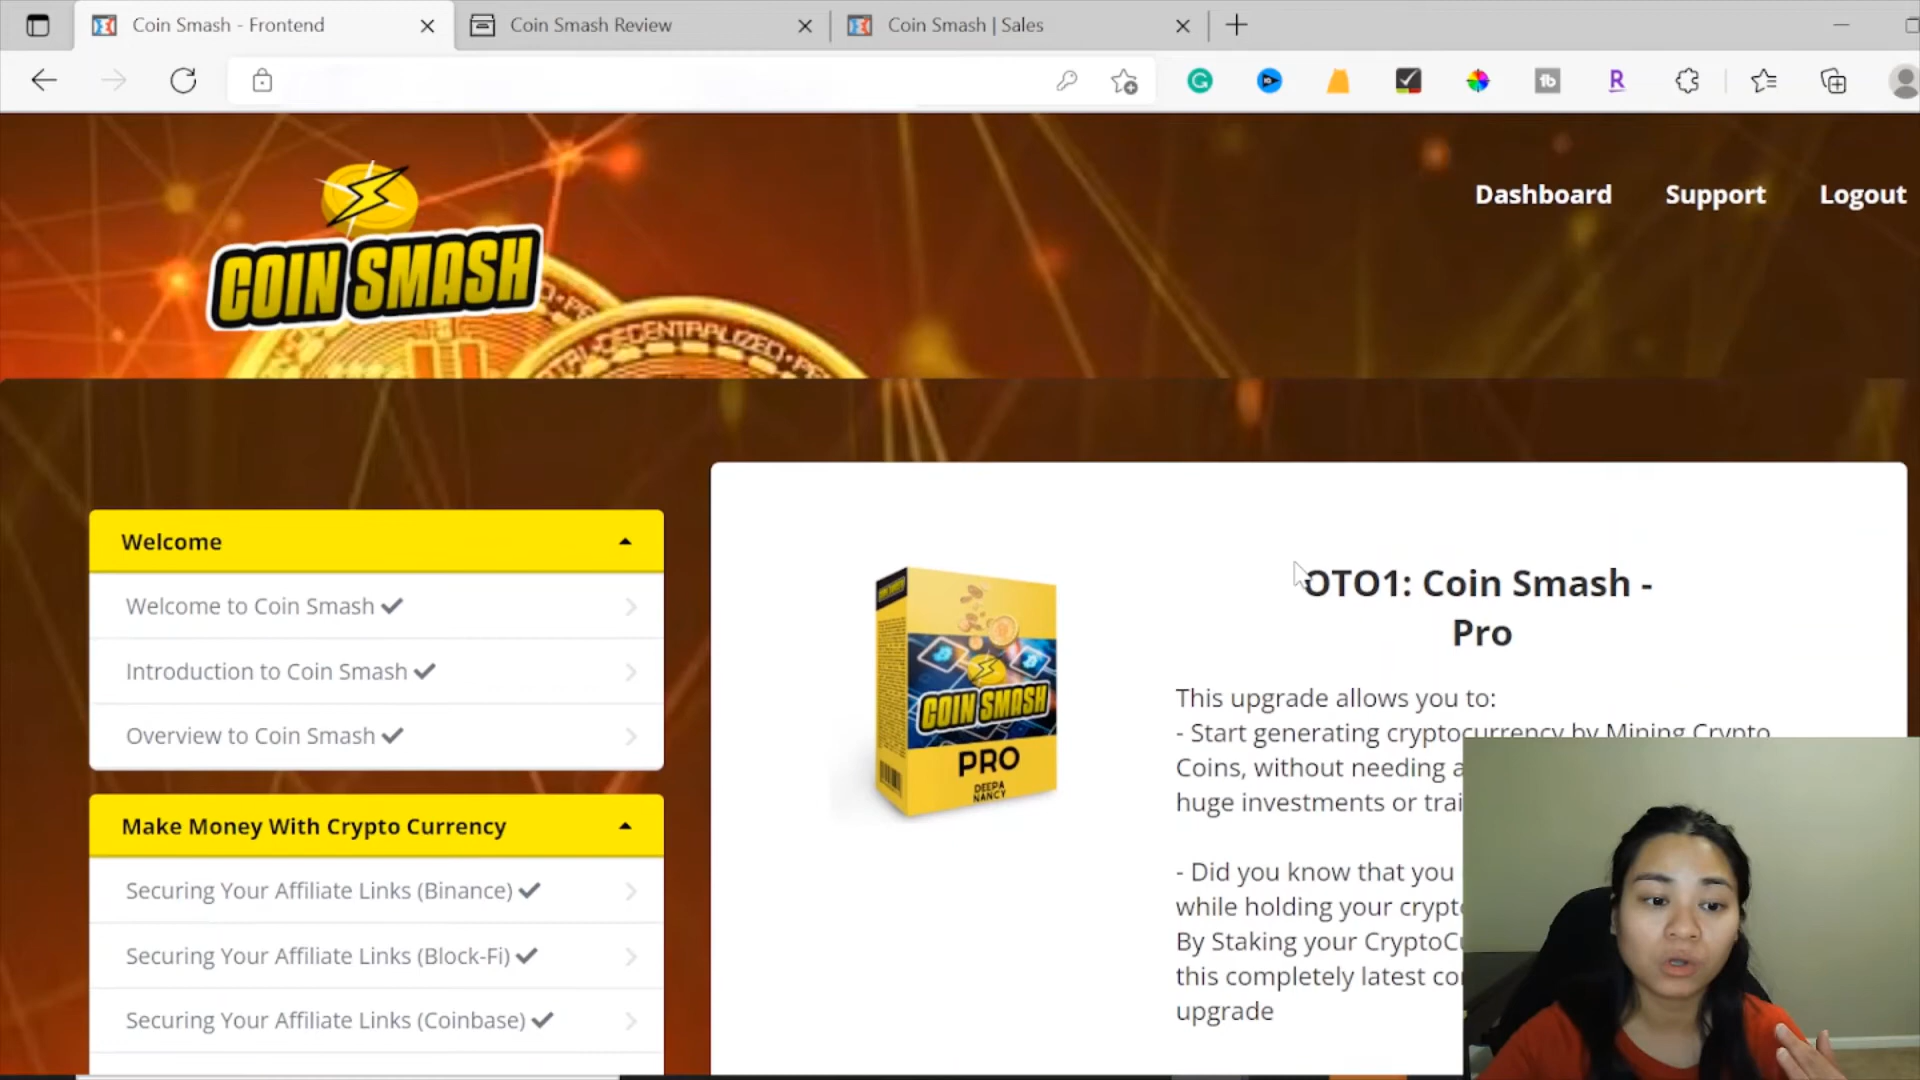 Coin Smash - Frontend
Coin Smash Review
Coin Smash | Sales
Dashboard
Support
Logout
COIN SMASH
DECENTRALIZED
Welcome
Welcome to Coin Smash
Introduction to Coin Smash
Overview to Coin Smash
Make Money With Crypto Currency
Securing Your Affiliate Links (Binance)
Securing Your Affiliate Links (Block-Fi)
Securing Your Affiliate Links (Coinbase)
COIN SMASH
PRO
DEEPA
NANCY
OTO1: Coin Smash -
Pro
This upgrade allows you to:
- Start generating cryptocurrency by Mining Crypto
Coins, without needing a
huge investments or trai
- Did you know that you
while holding your crypt
By Staking your CryptoCu
this completely latest co
upgrade